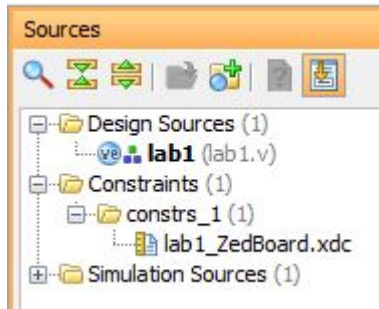 Sources
Design Sources (1)
lab1 (lab1.v)
Constraints (1)
constrs_1 (1)
lab1_ZedBoard.xdc
Simulation Sources (1)